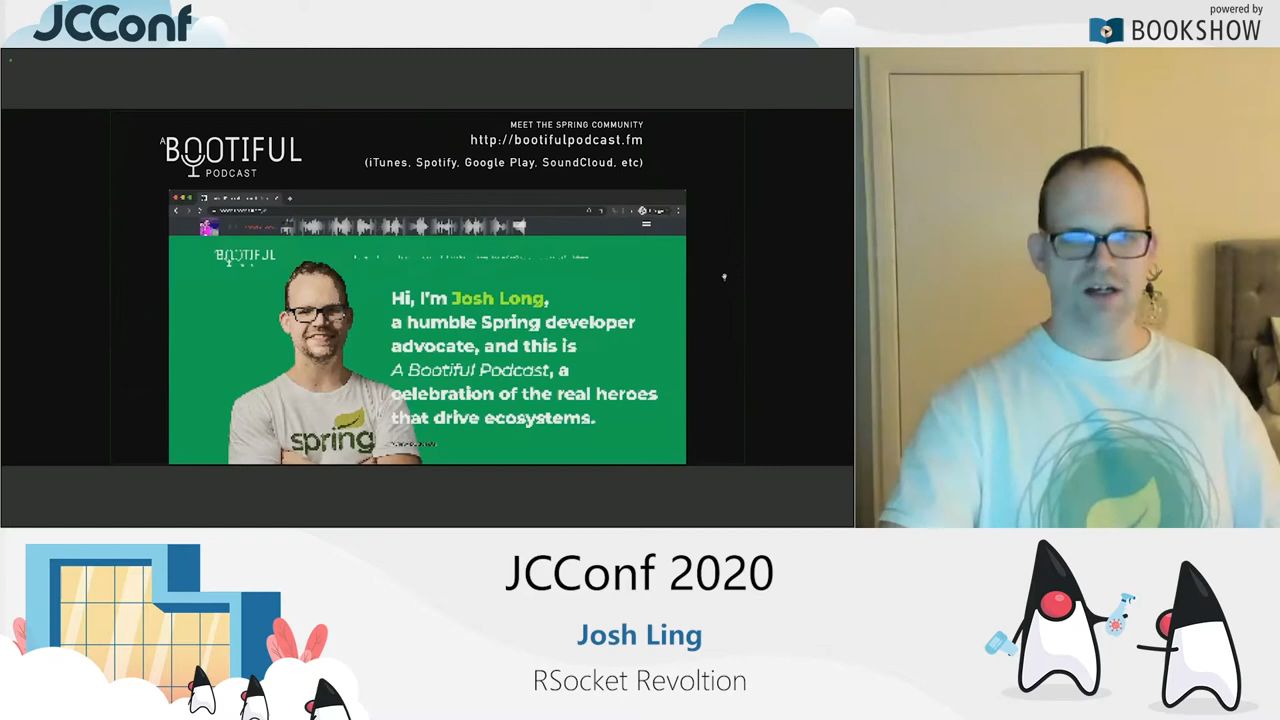 JCConf
powered by
BOOKSHOW
A BOOTIFUL
PODCAST
MEET THE SPRING COMMUNITY
http://bootifulpodcast.fm
(iTunes, Spotify, Google Play, SoundCloud, etc)
BOOTIFUL
Hi, I'm Josh Long,
a humble Spring developer
advocate, and this is
A Bootiful Podcast, a
celebration of the real heroes
that drive ecosystems.
spring
JCConf 2020
Josh Ling
RSocket Revoltion